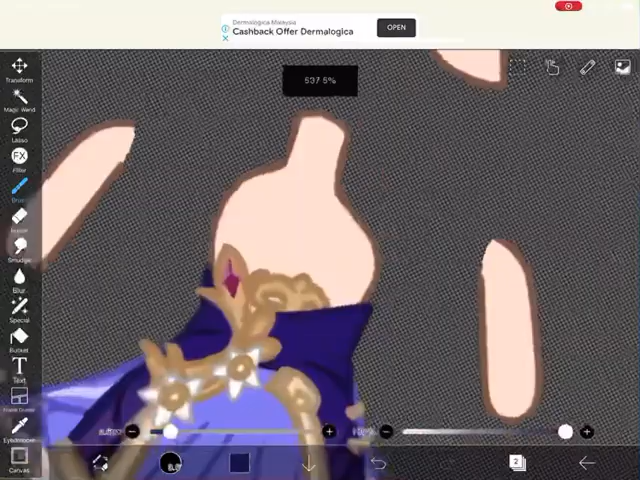 Dermalogica Malaysia
Cashback Offer Dermalogica
OPEN
537 5%
Transform
Magic Wand
Lasso
FX
Filter
Brush
Eraser
Smudge
Blur
Special
Bucket
T
Text
Frame Divider
Eyedropper
Canvas
2